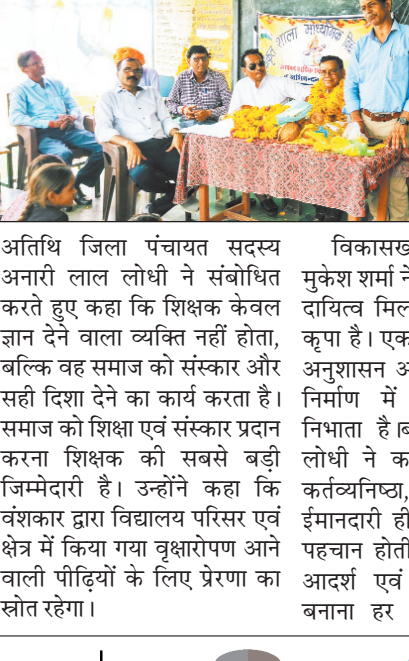 शाला माध्यमिक
अतिथि जिला पंचायत सदस्य
अनारी लाल लोधी ने संबोधित
करते हुए कहा कि शिक्षक केवल
ज्ञान देने वाला व्यक्ति नहीं होता,
बल्कि वह समाज को संस्कार और
सही दिशा देने का कार्य करता है।
समाज को शिक्षा एवं संस्कार प्रदान
करना शिक्षक की सबसे बड़ी
जिम्मेदारी है। उन्होंने कहा कि
वंशकार द्वारा विद्यालय परिसर एवं
क्षेत्र में किया गया वृक्षारोपण आने
वाली पीढ़ियों के लिए प्रेरणा का
स्रोत रहेगा।
विकासख
मुकेश शर्मा ने
दायित्व मिल
कृपा है। एक
अनुशासन अ
निर्माण में
निभाता है।ब
लोधी ने क
कर्तव्यनिष्ठा,
ईमानदारी ही
पहचान होती
आदर्श एवं
बनाना हर